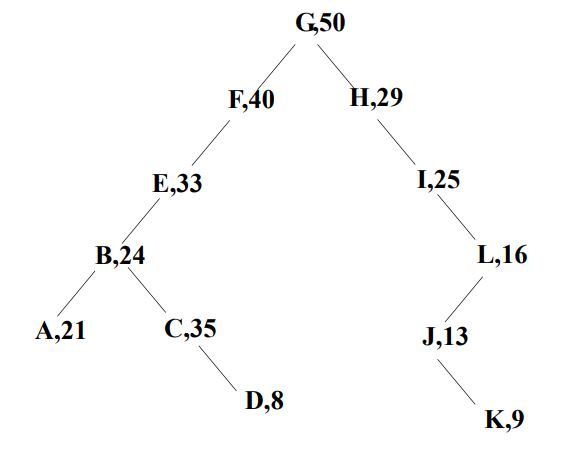 G,50
F,40
H,29
E,33
I,25
B,24
L,16
A,21
C,35
J,13
D,8
K,9